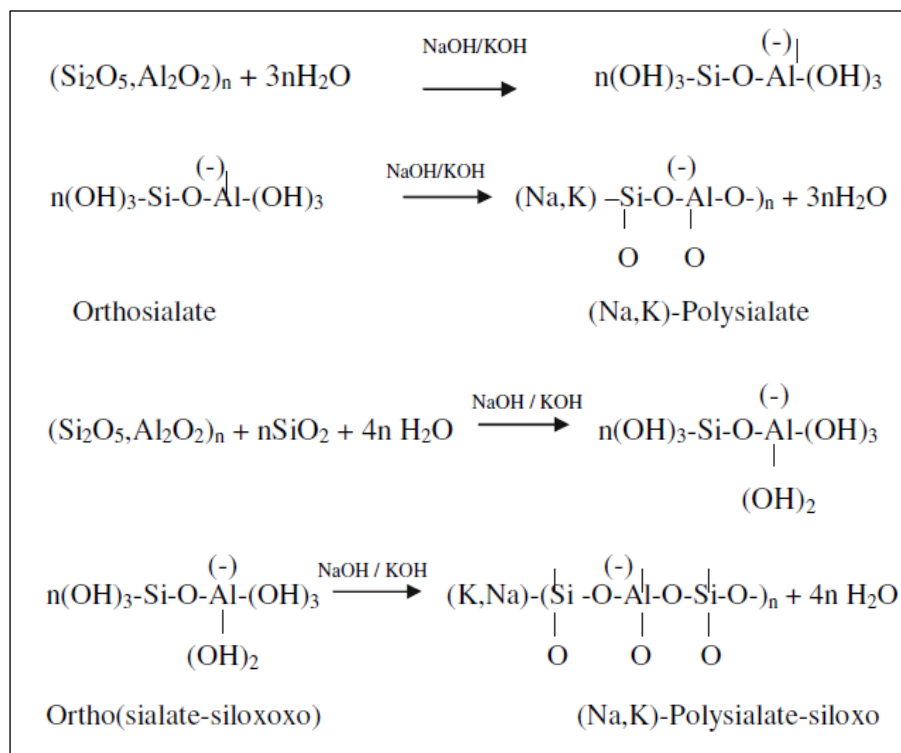 NaOH/KOH (-)
(Si₂O₅,Al₂O₂)ₙ + 3nH₂O n(OH)₃-Si-O-Al-(OH)₃
(-) NaOH/KOH (-)
n(OH)₃-Si-O-Al-(OH)₃ (Na,K) –Si-O-Al-O-)ₙ + 3nH₂O
O O
Orthosialate (Na,K)-Polysialate
NaOH / KOH (-)
(Si₂O₅,Al₂O₂)ₙ + nSiO₂ + 4n H₂O n(OH)₃-Si-O-Al-(OH)₃
(OH)₂
(-) NaOH / KOH (-)
n(OH)₃-Si-O-Al-(OH)₃ (K,Na)-(Si -O-Al-O-Si-O-)ₙ + 4n H₂O
(OH)₂ O O O
Ortho(sialate-siloxoxo) (Na,K)-Polysialate-siloxo